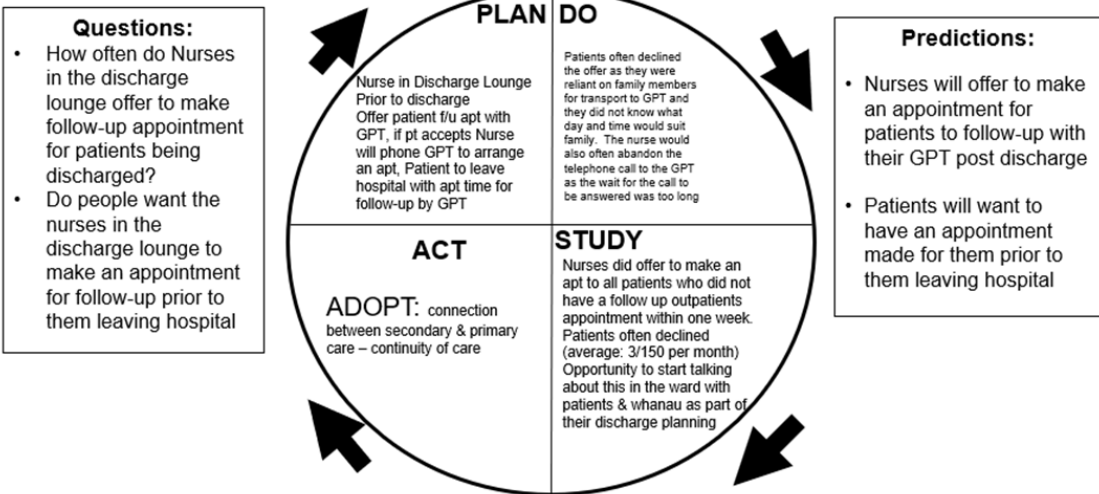 Questions:
• How often do Nurses
in the discharge
lounge offer to make
follow-up appointment
for patients being
discharged?
• Do people want the
nurses in the
discharge lounge to
make an appointment
for follow-up prior to
them leaving hospital
PLAN
Nurse in Discharge Lounge
Prior to discharge
Offer patient f/u apt with
GPT, if pt accepts Nurse
will phone GPT to arrange
an apt, Patient to leave
hospital with apt time for
follow-up by GPT
DO
Patients often declined
the offer as they were
reliant on family members
for transport to GPT and
they did not know what
day and time would suit
family. The nurse would
also often abandon the
telephone call to the GPT
as the wait for the call to
be answered was too long
ACT
ADOPT: connection
between secondary & primary
care – continuity of care
STUDY
Nurses did offer to make an
apt to all patients who did not
have a follow up outpatients
appointment within one week.
Patients often declined
(average: 3/150 per month)
Opportunity to start talking
about this in the ward with
patients & whanau as part of
their discharge planning
Predictions:
• Nurses will offer to make
an appointment for
patients to follow-up with
their GPT post discharge
• Patients will want to
have an appointment
made for them prior to
them leaving hospital